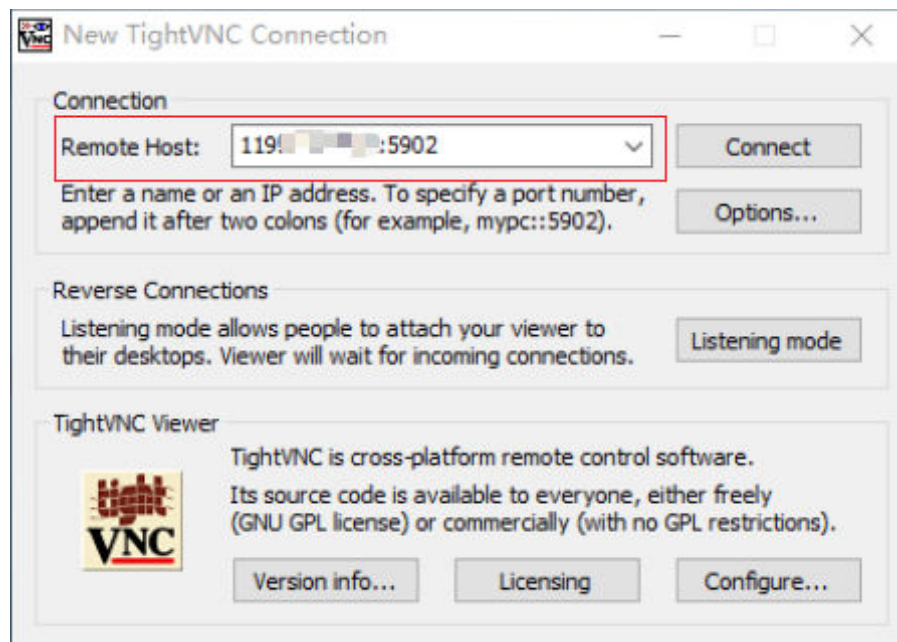 New TightVNC Connection
Connection
Remote Host:
:5902
Connect
Enter a name or an IP address. To specify a port number,
append it after two colons (for example, mypc::5902).
Options...
Reverse Connections
Listening mode allows people to attach your viewer to
their desktops. Viewer will wait for incoming connections.
Listening mode
TightVNC Viewer
TightVNC is cross-platform remote control software.
Its source code is available to everyone, either freely
(GNU GPL license) or commercially (with no GPL restrictions).
tight
VNC
Version info...
Licensing
Configure...